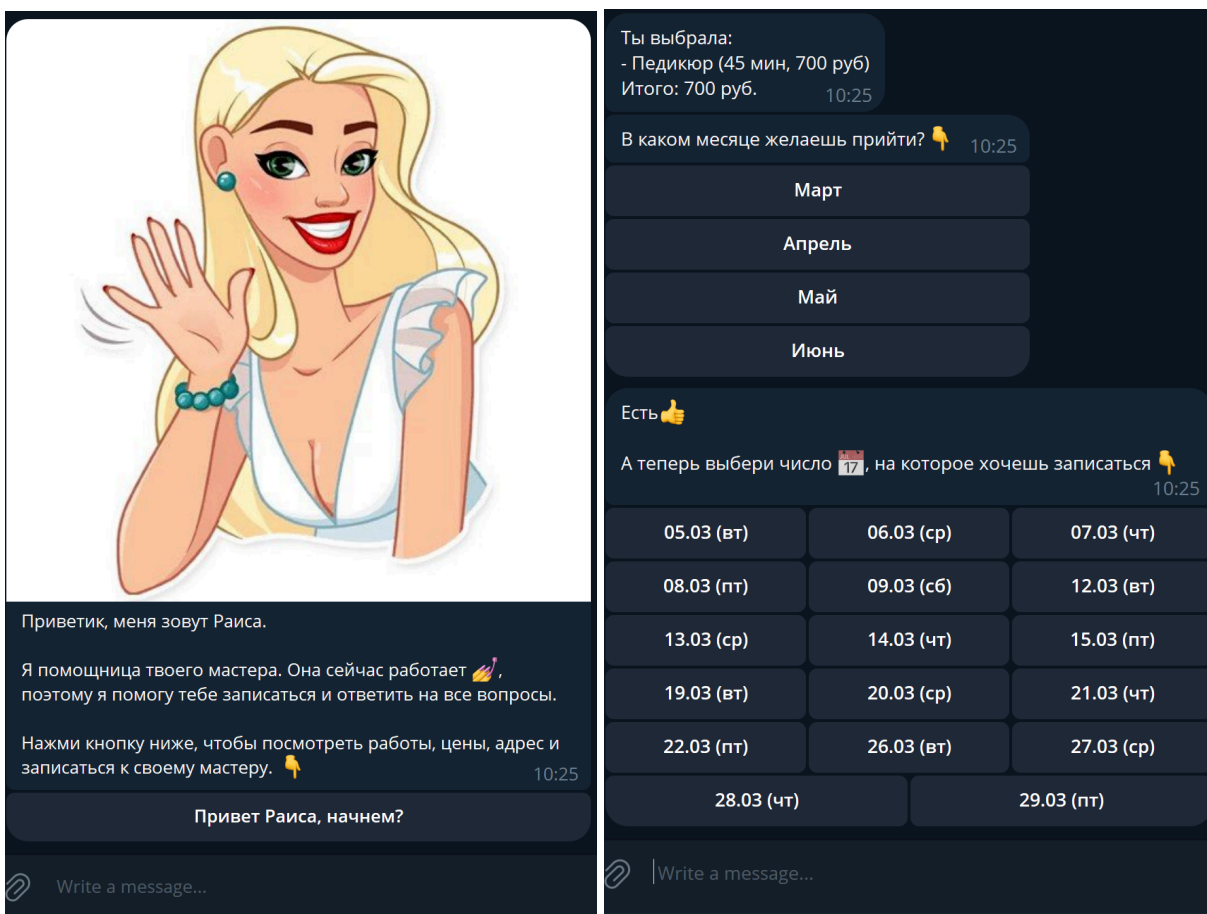 Приветик, меня зовут Раиса.
Я помощница твоего мастера. Она сейчас работает 💅,
поэтому я помогу тебе записаться и ответить на все вопросы.
Нажми кнопку ниже, чтобы посмотреть работы, цены, адрес и
записаться к своему мастеру. 👇
10:25
Привет Раиса, начнем?
Write a message...
Ты выбрала:
- Педикюр (45 мин, 700 руб)
Итого: 700 руб.
10:25
В каком месяце желаешь прийти?👇
10:25
Март
Апрель
Май
Июнь
Есть👍
А теперь выбери число 📅, на которое хочешь записаться 👇
10:25
05.03 (вт) 06.03 (ср) 07.03 (чт)
08.03 (пт) 09.03 (сб) 12.03 (вт)
13.03 (ср) 14.03 (чт) 15.03 (пт)
19.03 (вт) 20.03 (ср) 21.03 (чт)
22.03 (пт) 26.03 (вт) 27.03 (ср)
28.03 (чт) 29.03 (пт)
Write a message...